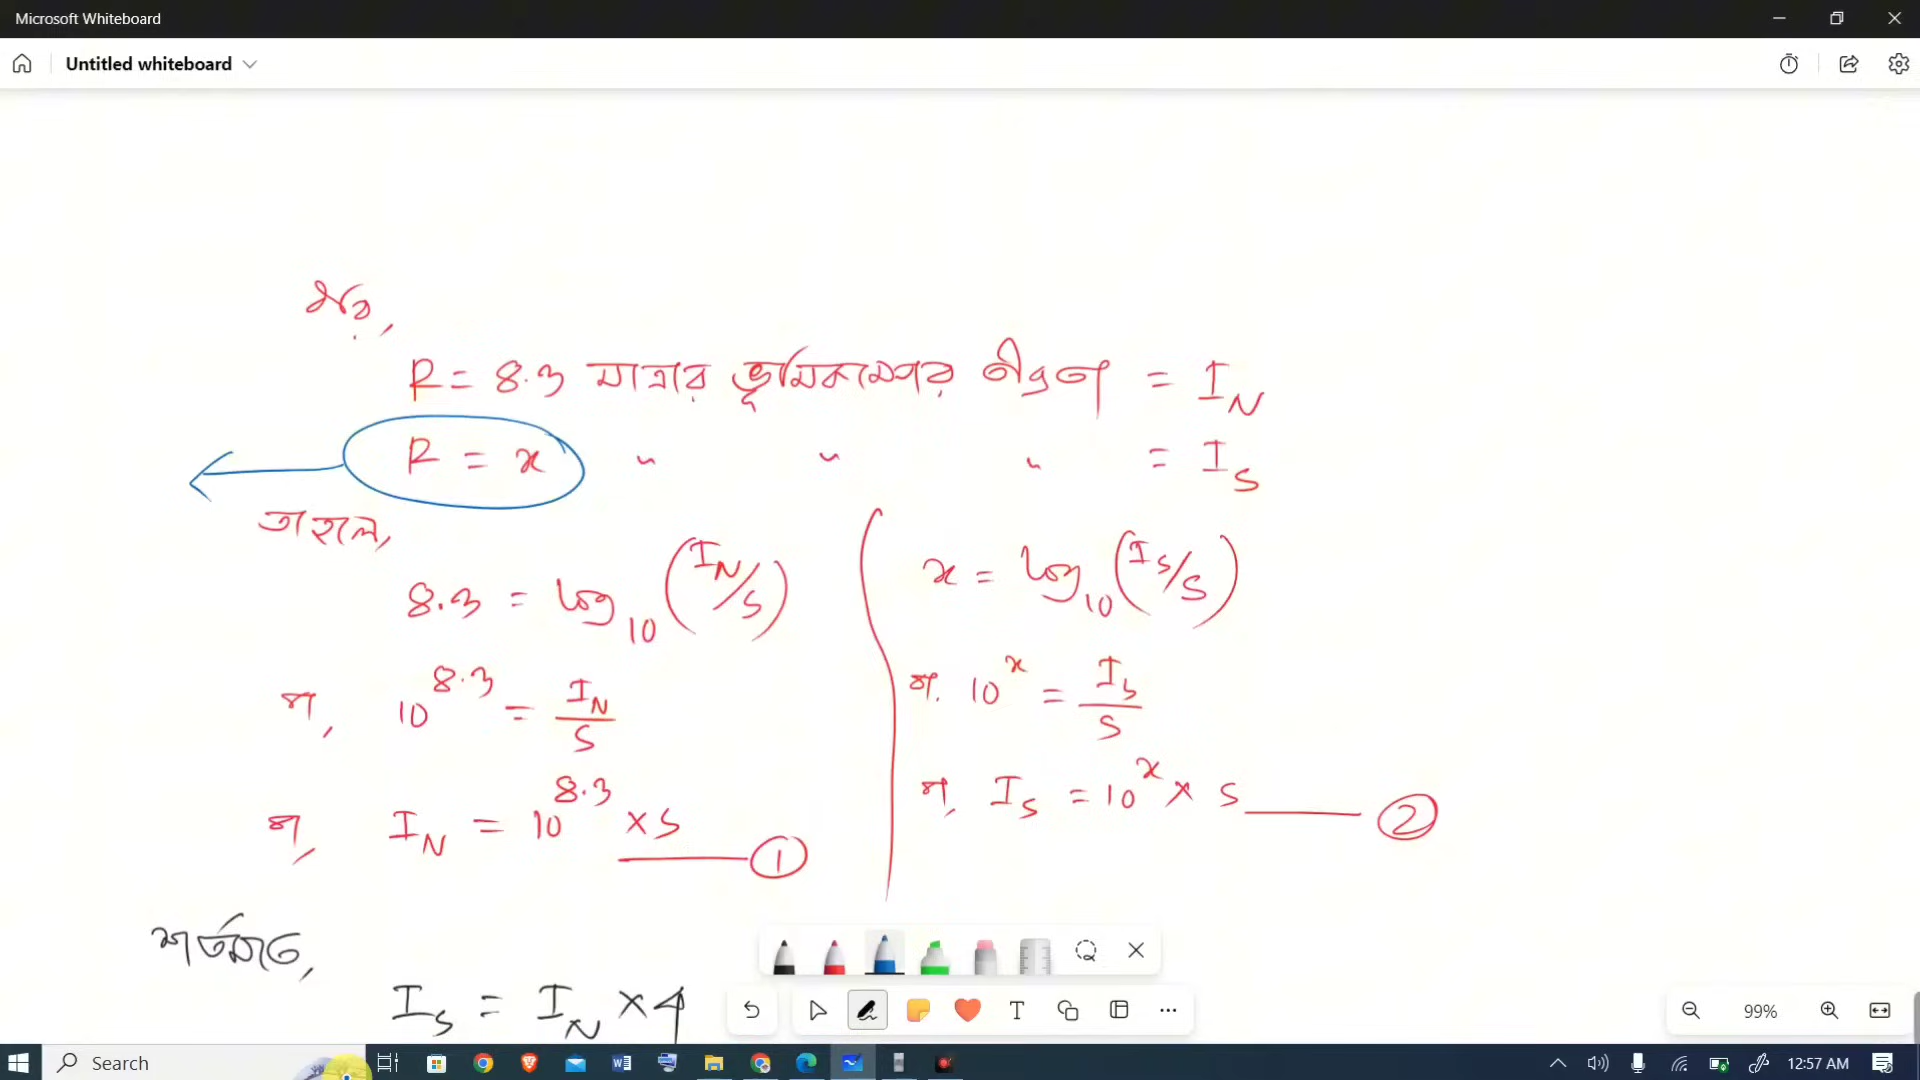 Microsoft Whiteboard
Untitled whiteboard
ধরি,
R = 8.3 মাত্রার ভূমিকম্পের তীব্রতা = I_N
R = x " " " = I_S
তাহলে,
8.3 = log_10 (I_N/S)
বা, 10^8.3 = I_N/S
বা, I_N = 10^8.3 × S ——— ①
x = log_10 (I_S/S)
বা, 10^x = I_S/S
বা, I_S = 10^x × S ——— ②
শর্তমতে,
I_S = I_N × 4
99%
Search
12:57 AM